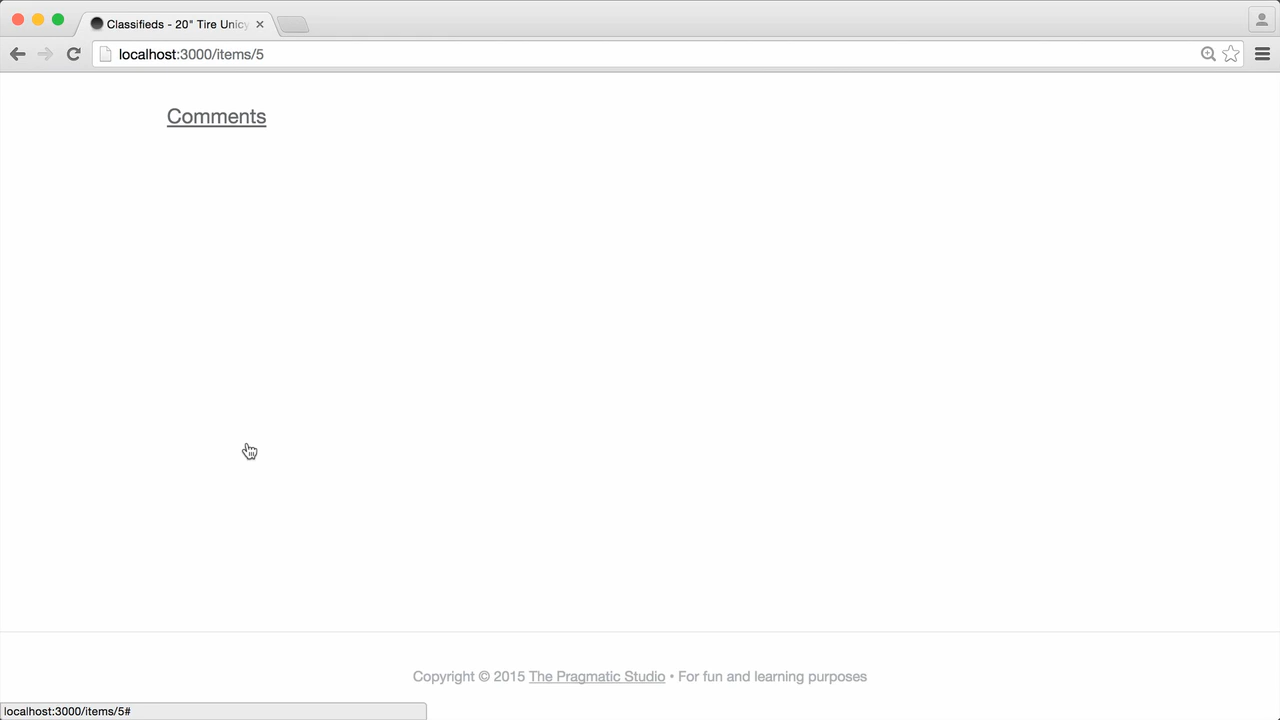 Classifieds - 20" Tire Unicy
localhost:3000/items/5
Comments
Copyright © 2015 The Pragmatic Studio • For fun and learning purposes
localhost:3000/items/5#